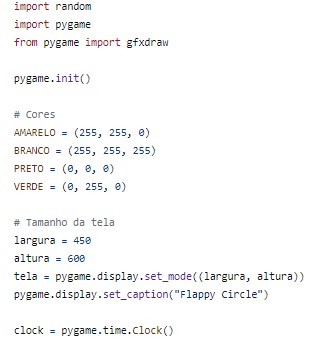 import random
import pygame
from pygame import gfxdraw
pygame.init()
# Cores
AMARELO = (255, 255, 0)
BRANCO = (255, 255, 255)
PRETO = (0, 0, 0)
VERDE = (0, 255, 0)
# Tamanho da tela
largura = 450
altura = 600
tela = pygame.display.set_mode((largura, altura))
pygame.display.set_caption("Flappy Circle")
clock = pygame.time.Clock()